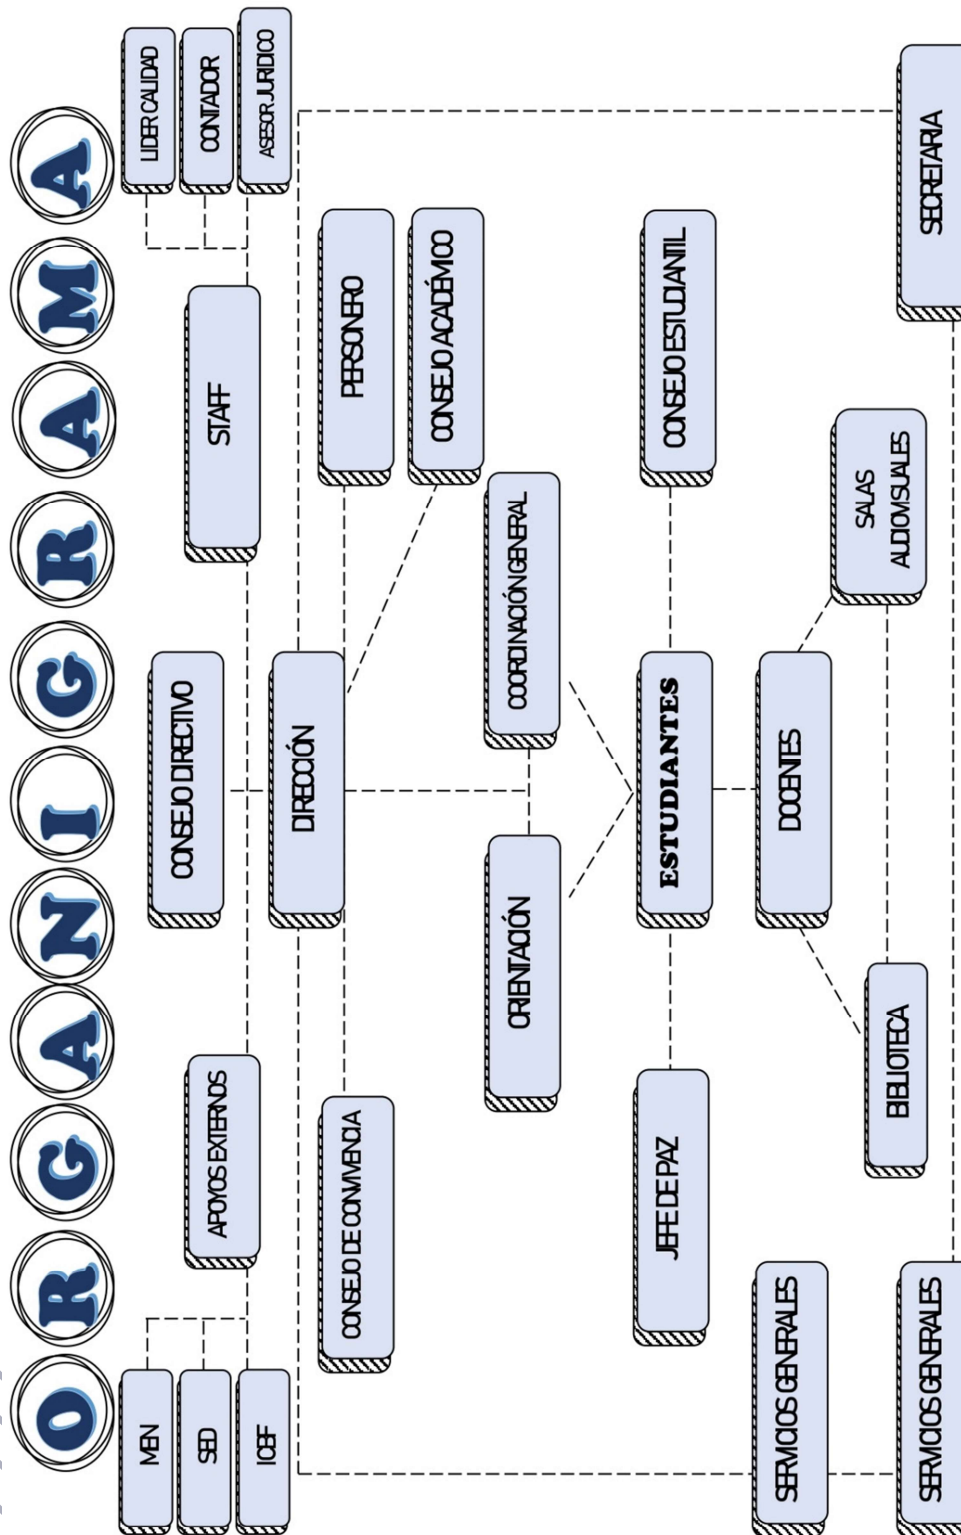 ORGANIGRAMA
MEN
SED
ICBF
APOYOS EXTERNOS
CONSEJO DIRECTIVO
STAFF
LIDER CALIDAD
CONTADOR
ASESOR JURIDICO
DIRECCIÓN
CONSEJO DE CONVIVENCIA
PERSONERO
CONSEJO ACADÉMICO
ORIENTACIÓN
COORDINACIÓN GENERAL
JEFE DE PAZ
ESTUDIANTES
CONSEJO ESTUDIANTIL
SERVICIOS GENERALES
DOCENTES
BIBLIOTECA
SALAS
AUDIOVISUALES
SERVICIOS GENERALES
SECRETARIA